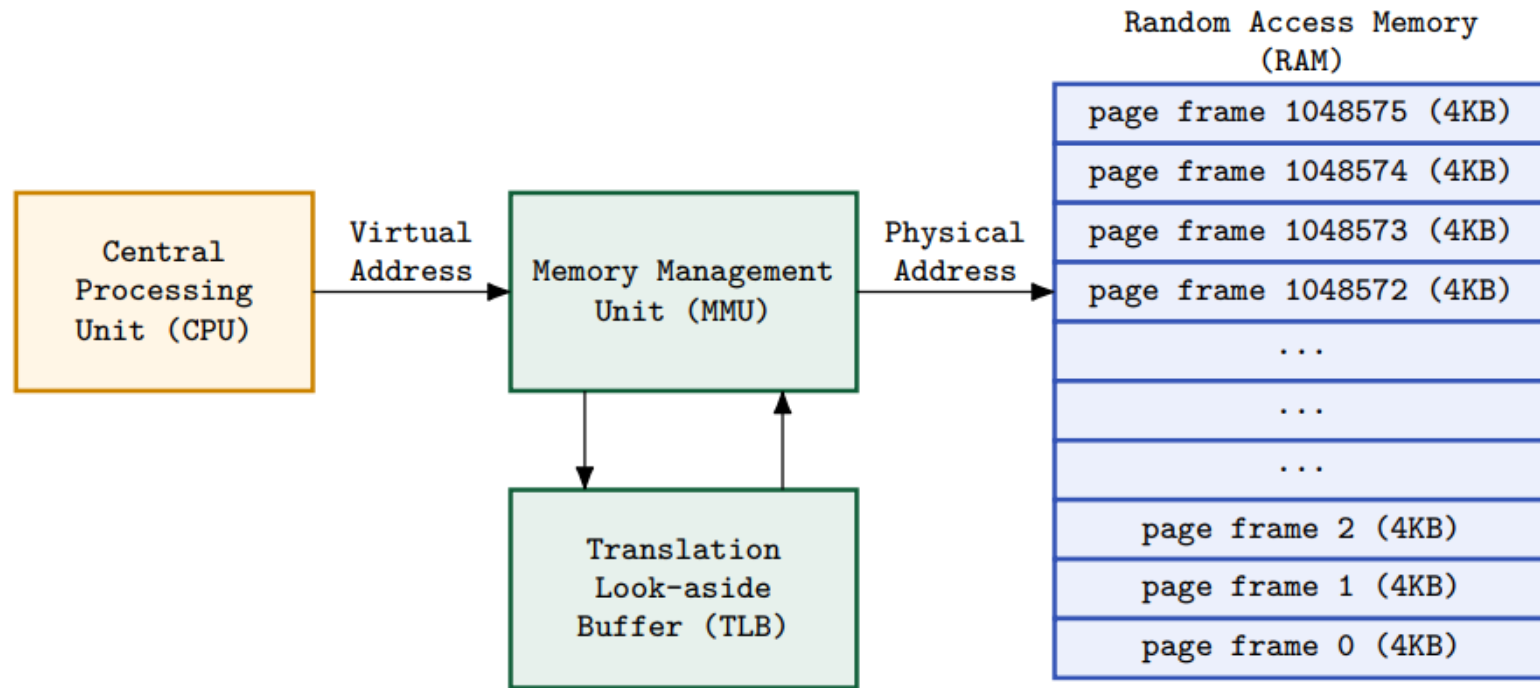 Random Access Memory
(RAM)
page frame 1048575 (4KB)
page frame 1048574 (4KB)
page frame 1048573 (4KB)
page frame 1048572 (4KB)
...
...
...
page frame 2 (4KB)
page frame 1 (4KB)
page frame 0 (4KB)
Central
Processing
Unit (CPU)
Virtual
Address
Memory Management
Unit (MMU)
Physical
Address
Translation
Look-aside
Buffer (TLB)